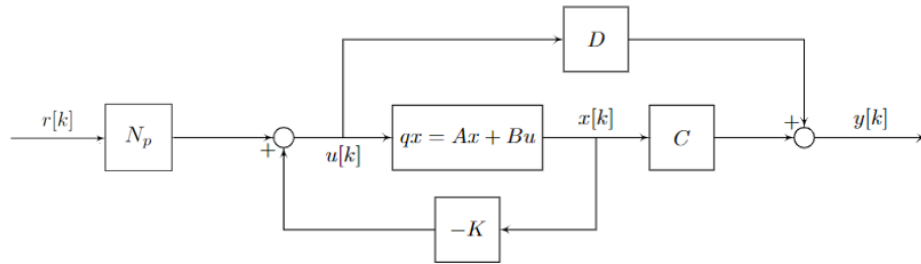 D
r[k]
N_p
+
u[k]
qx = Ax + Bu
x[k]
C
+
y[k]
−K